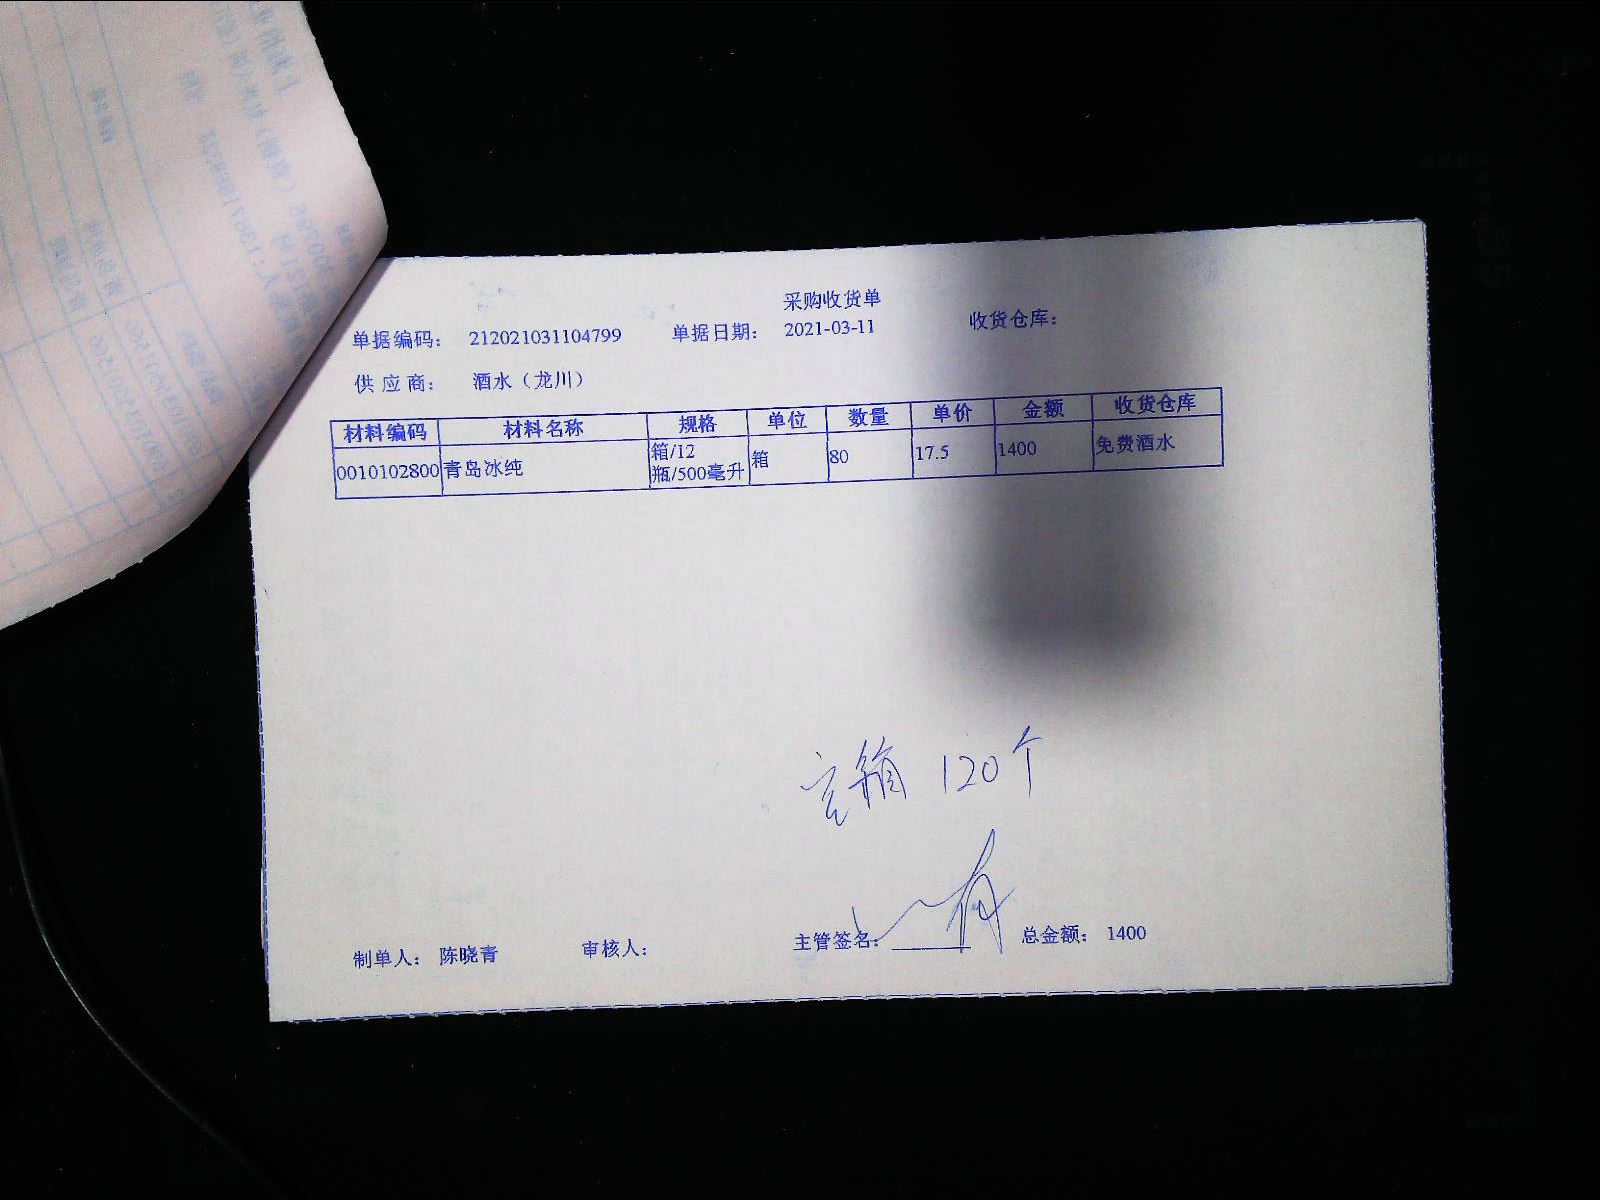 采购收货单
单据编码： 212021031104799 单据日期： 2021-03-11 收货仓库：
供应商： 酒水（龙川）
材料编码 材料名称 规格 单位 数量 单价 金额 收货仓库
0010102800 青岛冰纯 箱/12瓶/500毫升 箱 80 17.5 1400 免费酒水
空箱 120个
制单人： 陈晓青 审核人： 主管签名： 总金额： 1400